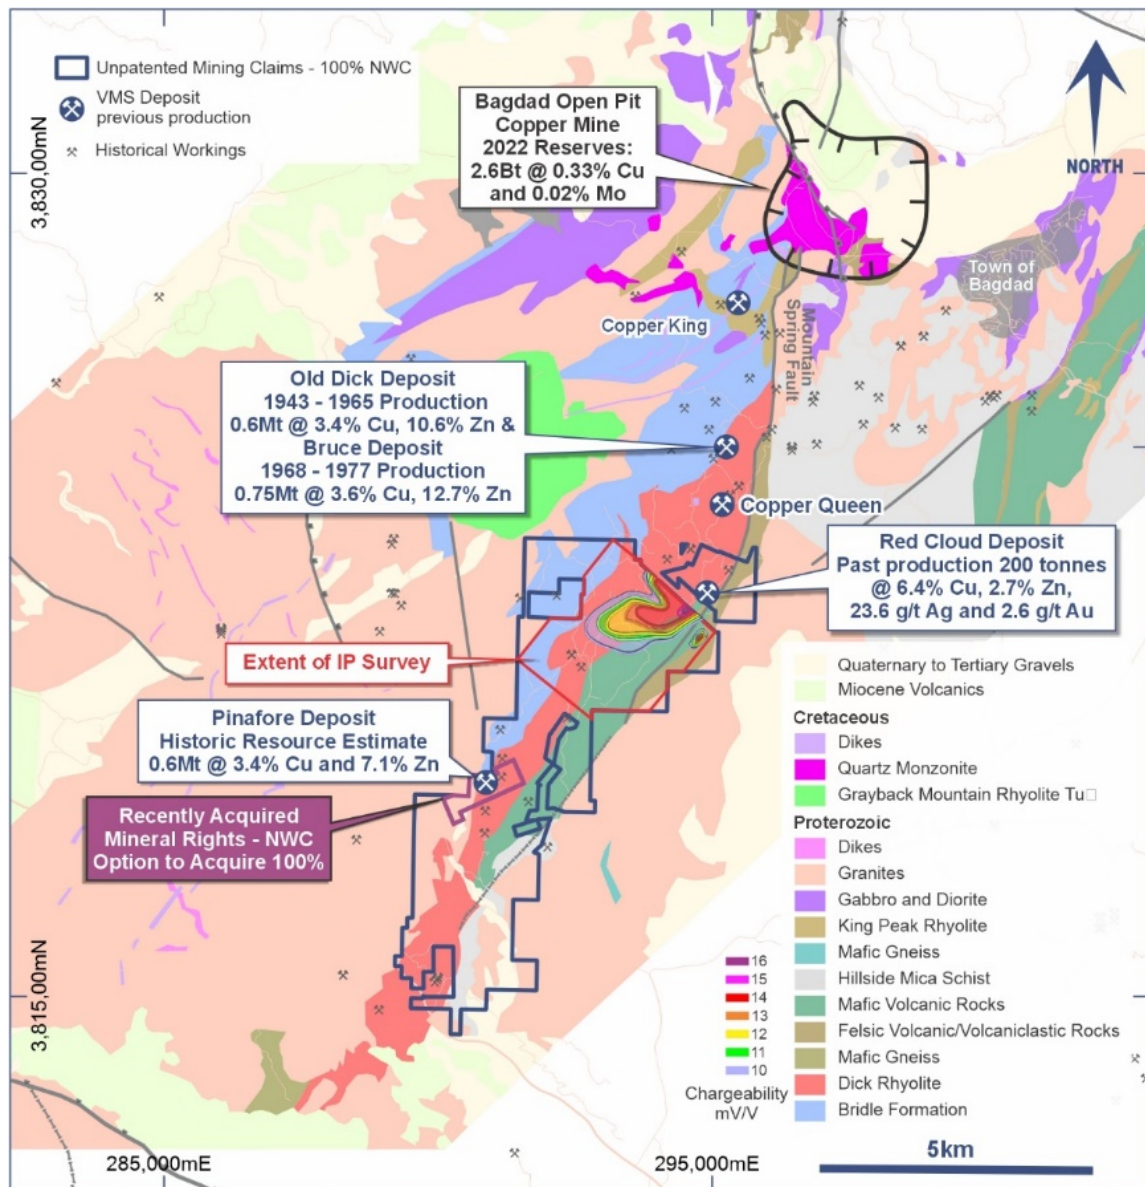 Unpatented Mining Claims - 100% NWC
VMS Deposit
previous production
Historical Workings
Bagdad Open Pit
Copper Mine
2022 Reserves:
2.6Bt @ 0.33% Cu
and 0.02% Mo
NORTH
3,830,00mN
Town of
Bagdad
Copper King
Mountain
Spring Fault
Old Dick Deposit
1943 - 1965 Production
0.6Mt @ 3.4% Cu, 10.6% Zn &
Bruce Deposit
1968 - 1977 Production
0.75Mt @ 3.6% Cu, 12.7% Zn
Copper Queen
Red Cloud Deposit
Past production 200 tonnes
@ 6.4% Cu, 2.7% Zn,
23.6 g/t Ag and 2.6 g/t Au
Extent of IP Survey
Pinafore Deposit
Historic Resource Estimate
0.6Mt @ 3.4% Cu and 7.1% Zn
Recently Acquired
Mineral Rights - NWC
Option to Acquire 100%
Quaternary to Tertiary Gravels
Miocene Volcanics
Cretaceous
Dikes
Quartz Monzonite
Grayback Mountain Rhyolite Tu□
Proterozoic
Dikes
Granites
Gabbro and Diorite
King Peak Rhyolite
Mafic Gneiss
Hillside Mica Schist
Mafic Volcanic Rocks
Felsic Volcanic/Volcaniclastic Rocks
Mafic Gneiss
Dick Rhyolite
Bridle Formation
16
15
14
13
12
11
10
Chargeability
mV/V
3,815,00mN
285,000mE
295,000mE
5km